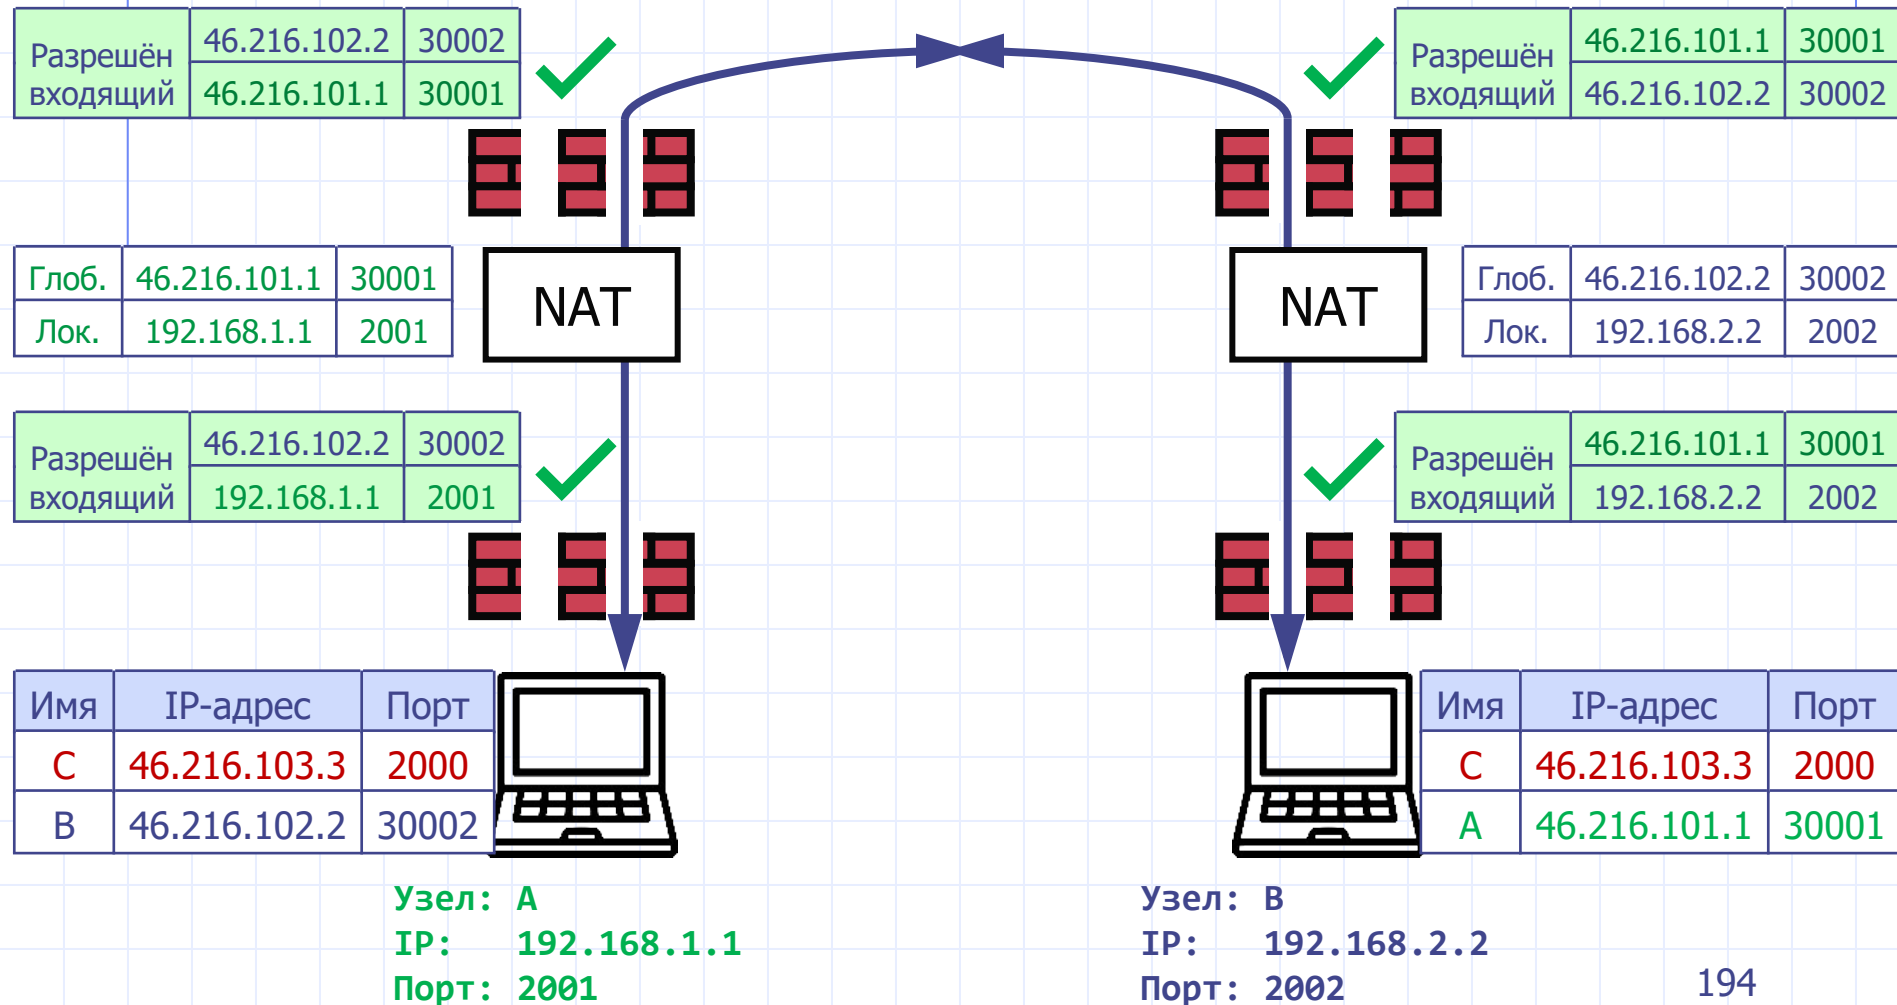 Разрешён входящий 46.216.102.2 30002
46.216.101.1 30001
Разрешён входящий 46.216.101.1 30001
46.216.102.2 30002
Глоб. 46.216.101.1 30001
Лок. 192.168.1.1 2001
NAT
NAT
Глоб. 46.216.102.2 30002
Лок. 192.168.2.2 2002
Разрешён входящий 46.216.102.2 30002
192.168.1.1 2001
Разрешён входящий 46.216.101.1 30001
192.168.2.2 2002
Имя IP-адрес Порт
C 46.216.103.3 2000
B 46.216.102.2 30002
Имя IP-адрес Порт
C 46.216.103.3 2000
A 46.216.101.1 30001
Узел: A
IP: 192.168.1.1
Порт: 2001
Узел: B
IP: 192.168.2.2
Порт: 2002
194